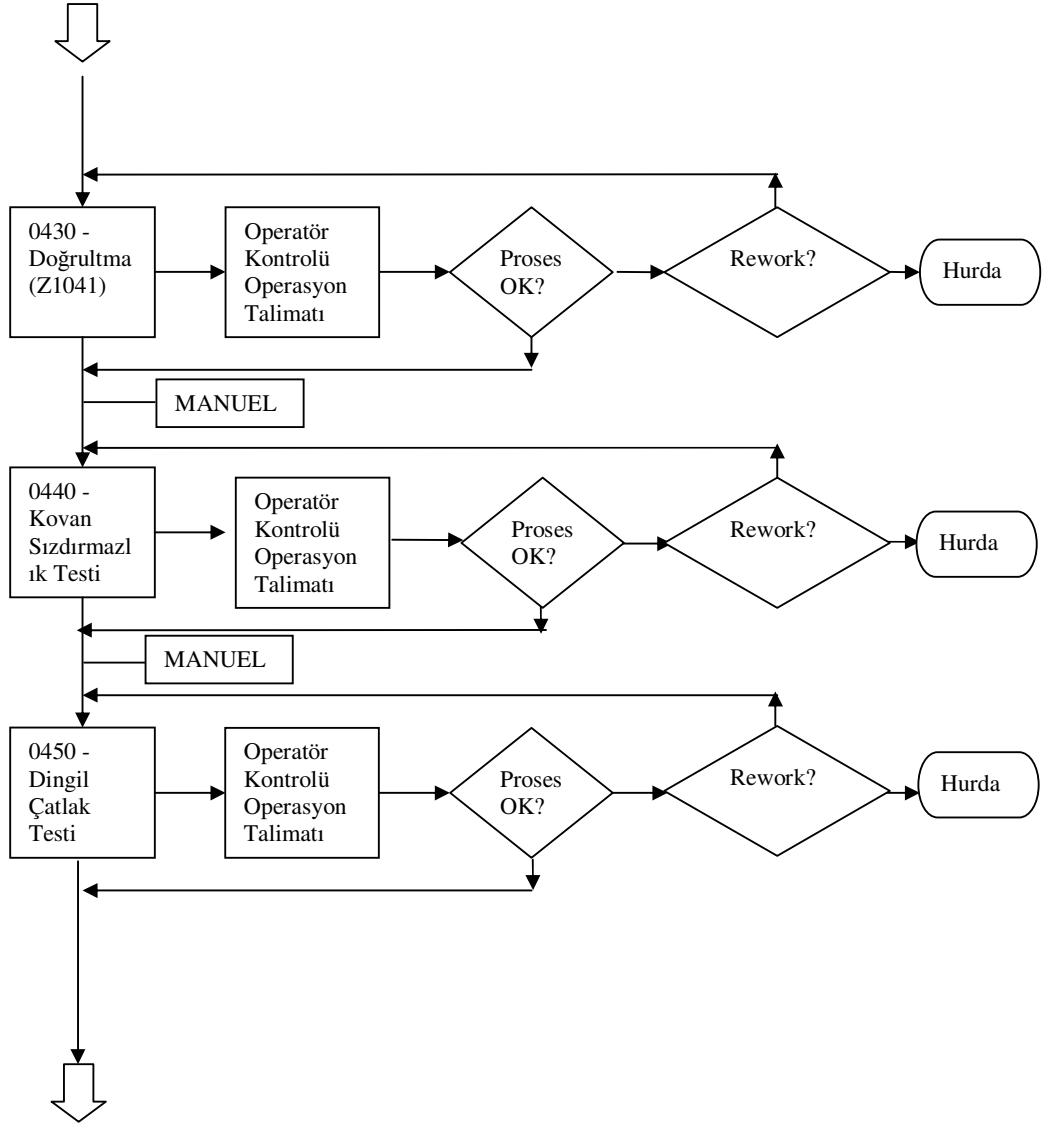 0430 -
Doğrultma
(Z1041)
Operatör
Kontrolü
Operasyon
Talimatı
Proses
OK?
Rework?
Hurda
MANUEL
0440 -
Kovan
Sızdırmazl
ık Testi
Operatör
Kontrolü
Operasyon
Talimatı
Proses
OK?
Rework?
Hurda
MANUEL
0450 -
Dingil
Çatlak
Testi
Operatör
Kontrolü
Operasyon
Talimatı
Proses
OK?
Rework?
Hurda